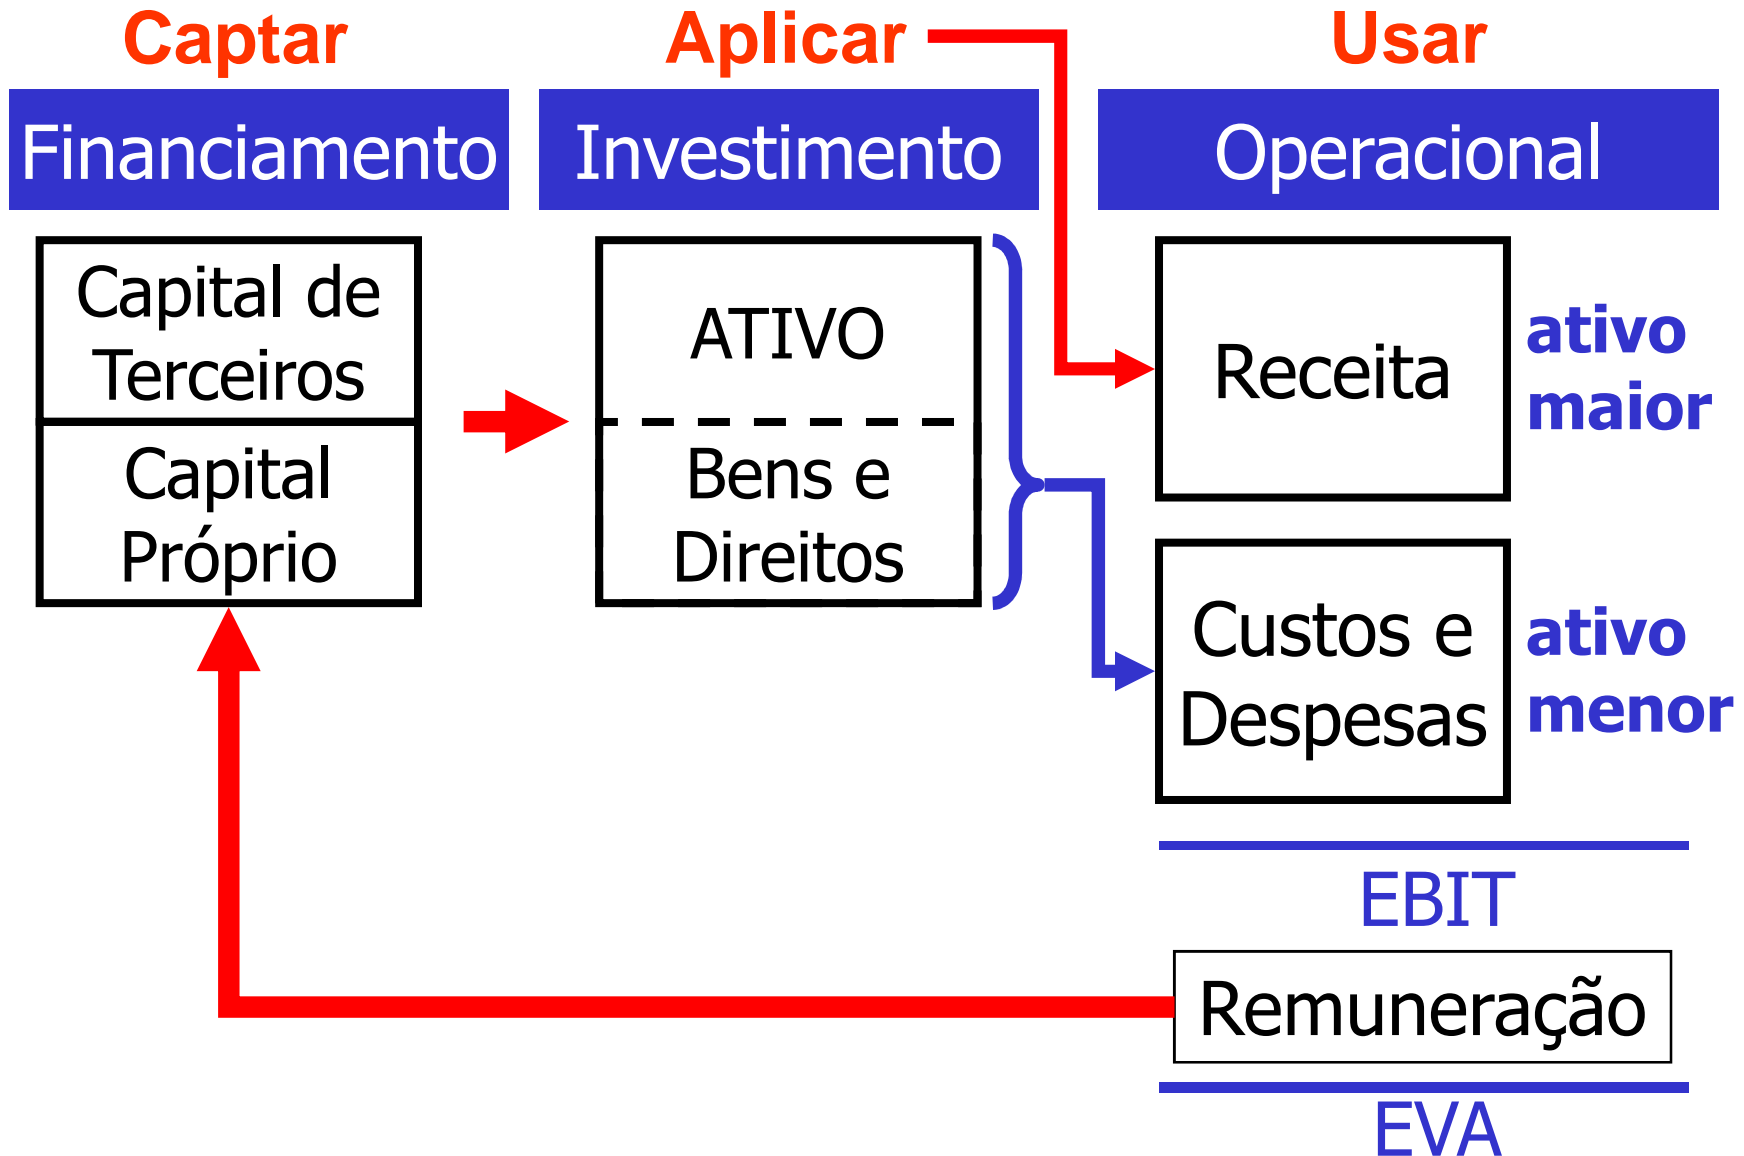 Captar
Aplicar
Usar
Financiamento
Investimento
Operacional
Capital de
Terceiros
Capital
Próprio
ATIVO
Bens e
Direitos
Receita
ativo
maior
Custos e
Despesas
ativo
menor
EBIT
Remuneração
EVA